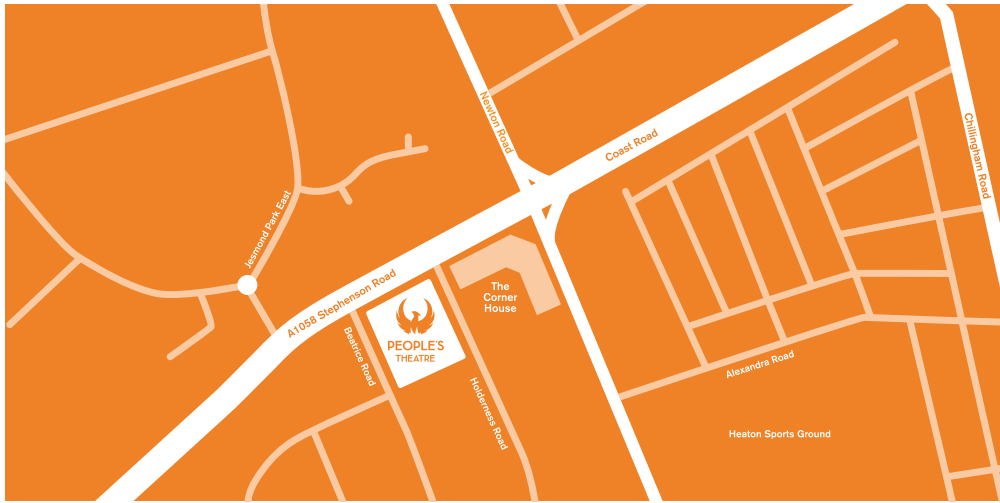 Newton Road
Coast Road
Chillingham Road
Jesmond Park East
A1058 Stephenson Road
The
Corner
House
PEOPLE'S
THEATRE
Beatrice Road
Holderness Road
Alexandra Road
Heaton Sports Ground